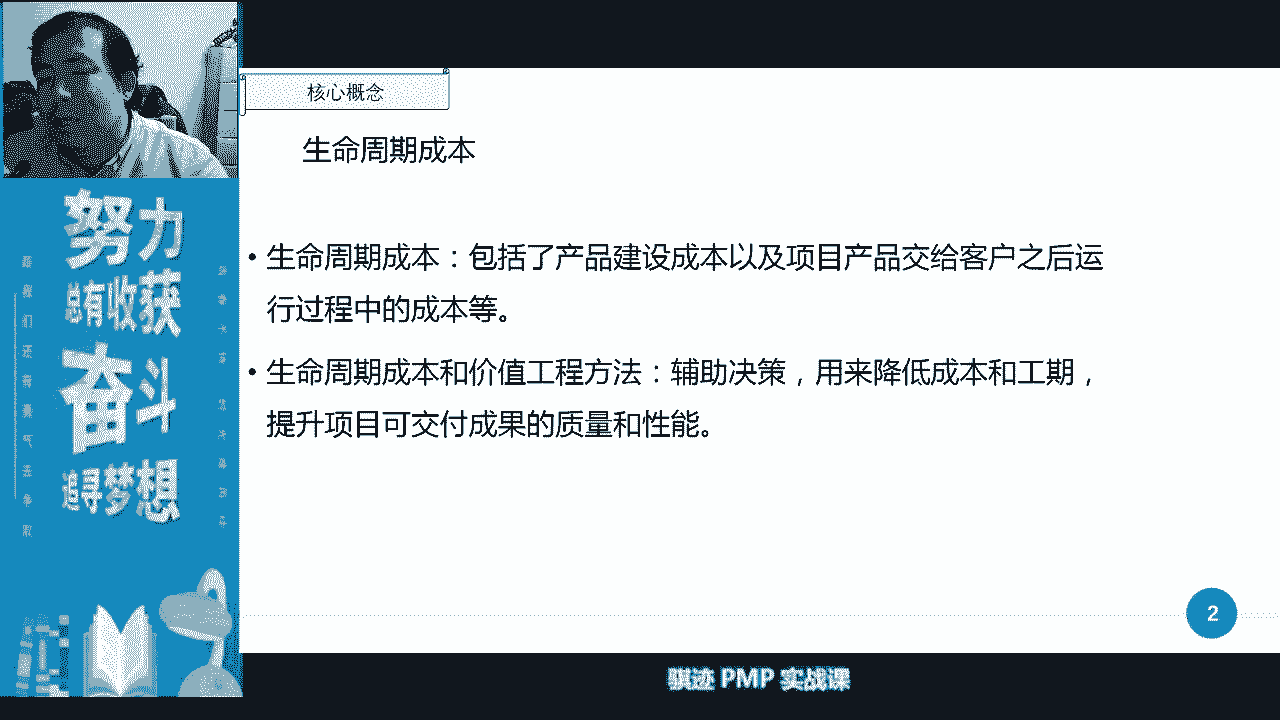 核心概念
生命周期成本
• 生命周期成本：包括了产品建设成本以及项目产品交给客户之后运
行过程中的成本等。
• 生命周期成本和价值工程方法：辅助决策，用来降低成本和工期，
提升项目可交付成果的质量和性能。
努力
总有收获
奋斗
追寻梦想
2
骐迹 PMP 实战课